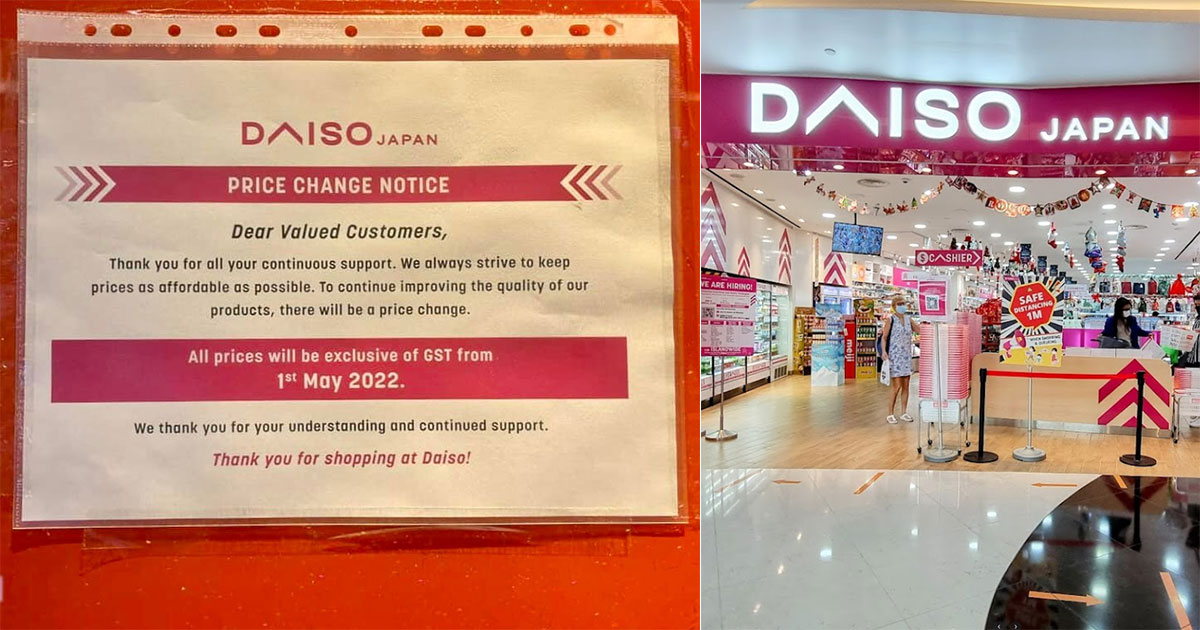 DAISO JAPAN
PRICE CHANGE NOTICE
Dear Valued Customers,
Thank you for all your continuous support. We always strive to keep
prices as affordable as possible. To continue improving the quality of our
products, there will be a price change.
All prices will be exclusive of GST from
1st May 2022.
We thank you for your understanding and continued support.
Thank you for shopping at Daiso!
DAISO JAPAN
$ CASHIER
WE ARE HIRING!
SAFE
DISTANCING
1M
meiji